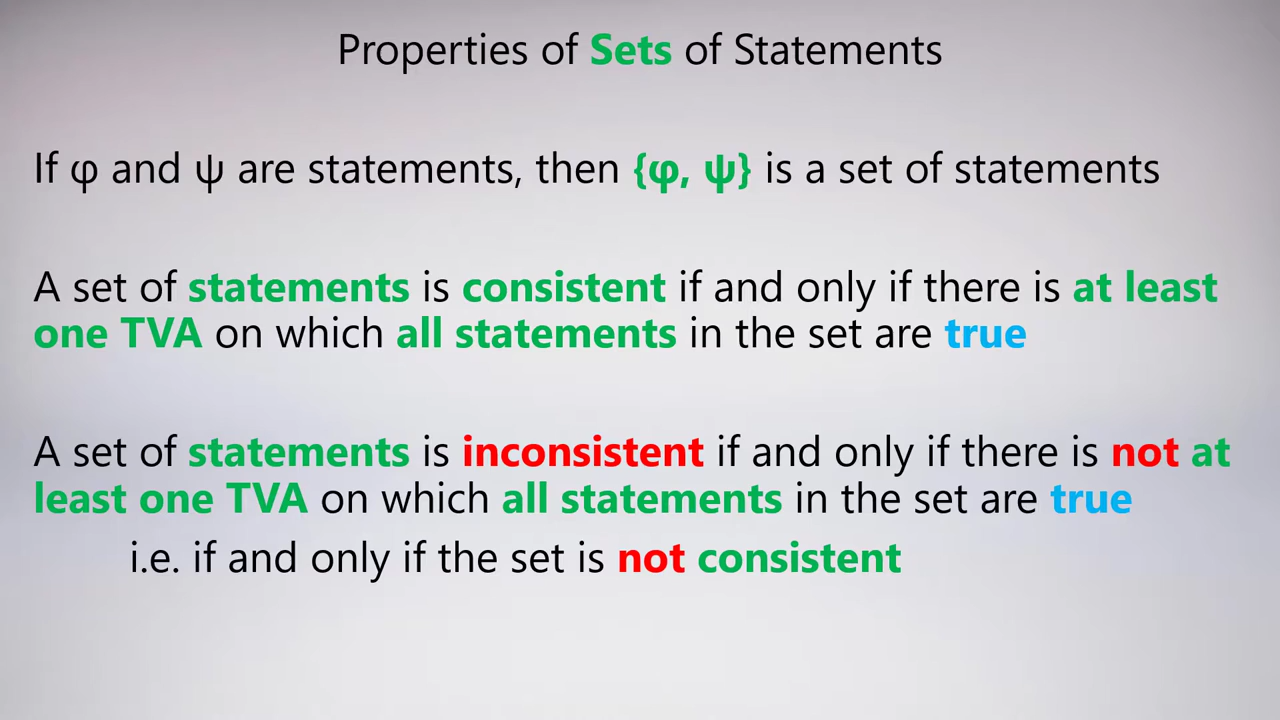 Properties of Sets of Statements
If φ and ψ are statements, then {φ, ψ} is a set of statements
A set of statements is consistent if and only if there is at least
one TVA on which all statements in the set are true
A set of statements is inconsistent if and only if there is not at
least one TVA on which all statements in the set are true
i.e. if and only if the set is not consistent